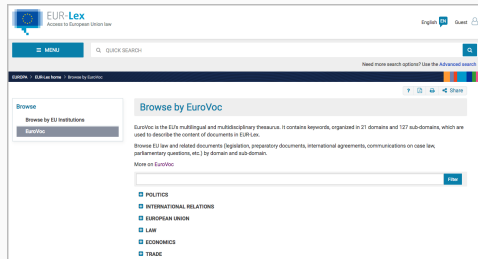 EUR-Lex
Access to European Union law
English EN Guest
MENU
QUICK SEARCH
Need more search options? Use the Advanced search
EUROPA > EUR-Lex home > Browse by EuroVoc
? Share
Browse
Browse by EU institutions
EuroVoc
Browse by EuroVoc
EuroVoc is the EU's multilingual and multidisciplinary thesaurus. It contains keywords, organized in 21 domains and 127 sub-domains, which are
used to describe the content of documents in EUR-Lex.
Browse EU law and related documents (legislation, preparatory documents, international agreements, communications on case law,
parliamentary questions, etc.) by domain and sub-domain.
More on EuroVoc
Filter
POLITICS
INTERNATIONAL RELATIONS
EUROPEAN UNION
LAW
ECONOMICS
TRADE